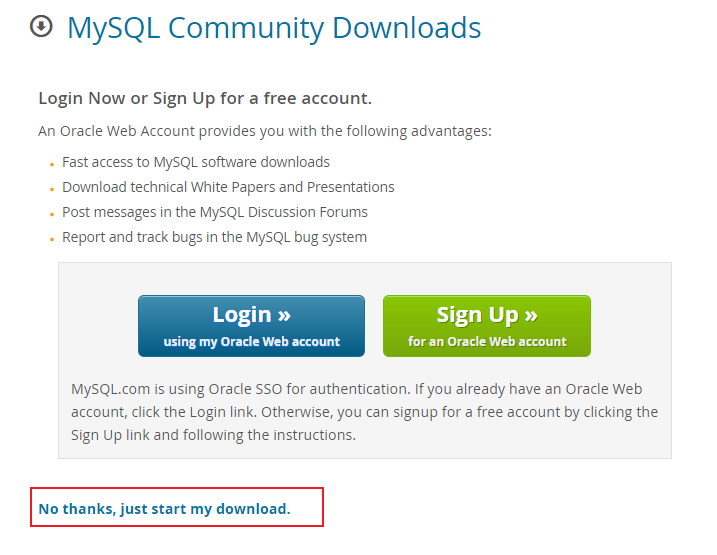 MySQL Community Downloads
Login Now or Sign Up for a free account.
An Oracle Web Account provides you with the following advantages:
Fast access to MySQL software downloads
Download technical White Papers and Presentations
Post messages in the MySQL Discussion Forums
Report and track bugs in the MySQL bug system
Login »
using my Oracle Web account
Sign Up »
for an Oracle Web account
MySQL.com is using Oracle SSO for authentication. If you already have an Oracle Web
account, click the Login link. Otherwise, you can signup for a free account by clicking the
Sign Up link and following the instructions.
No thanks, just start my download.